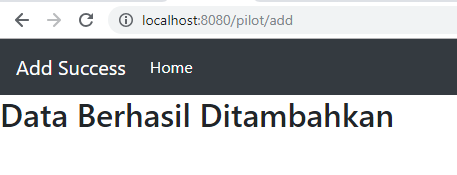 localhost:8080/pilot/add
Add Success Home
Data Berhasil Ditambahkan